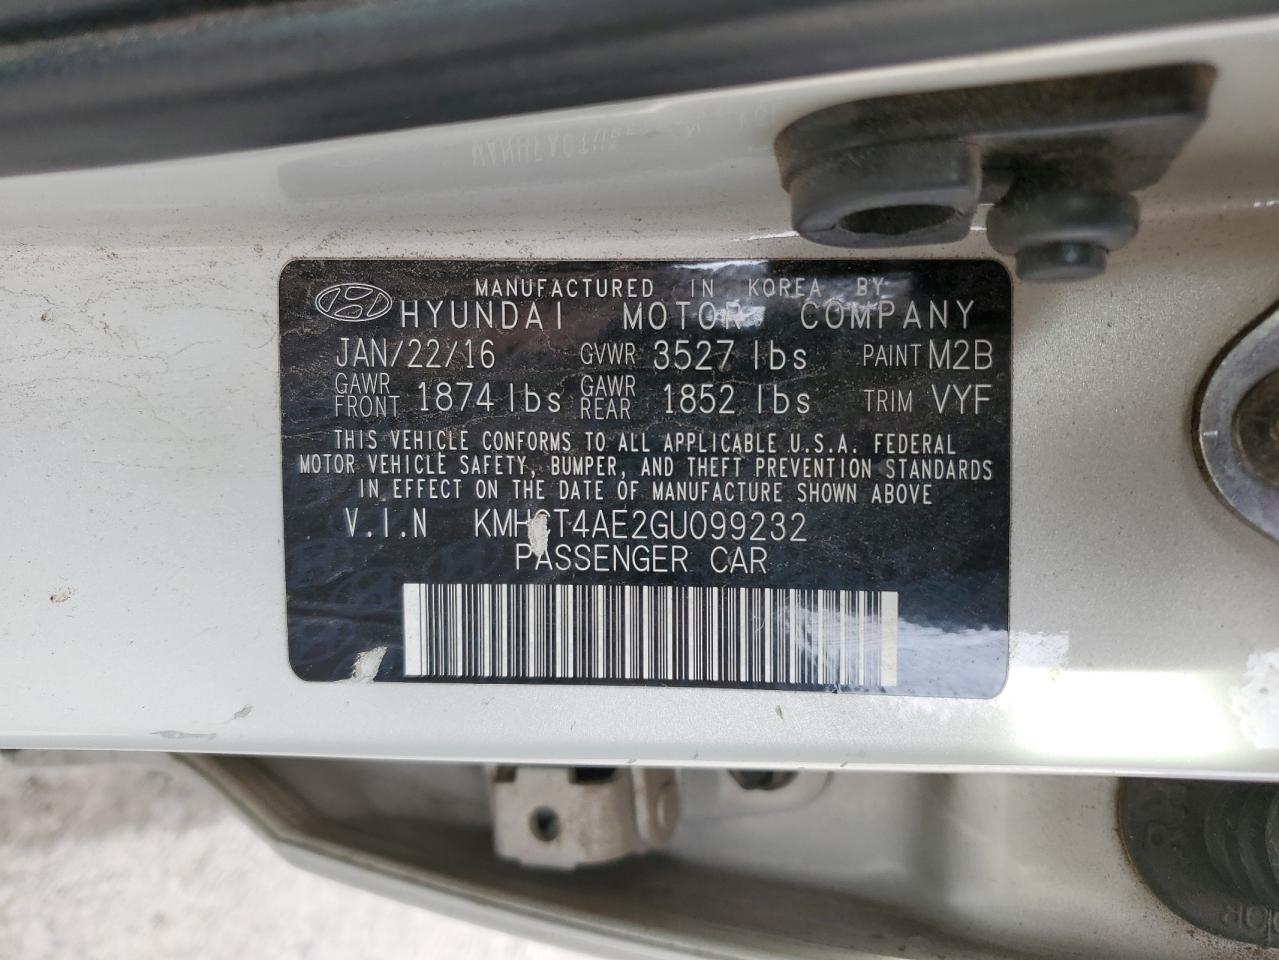 MANUFACTURED IN KOREA BY
HYUNDAI MOTOR COMPANY
JAN/22/16 GVWR 3527 lbs PAINT M2B
GAWR FRONT 1874 lbs GAWR REAR 1852 lbs TRIM VYF
THIS VEHICLE CONFORMS TO ALL APPLICABLE U.S.A. FEDERAL
MOTOR VEHICLE SAFETY, BUMPER, AND THEFT PREVENTION STANDARDS
IN EFFECT ON THE DATE OF MANUFACTURE SHOWN ABOVE
V.I.N KMHCT4AE2GU099232
PASSENGER CAR